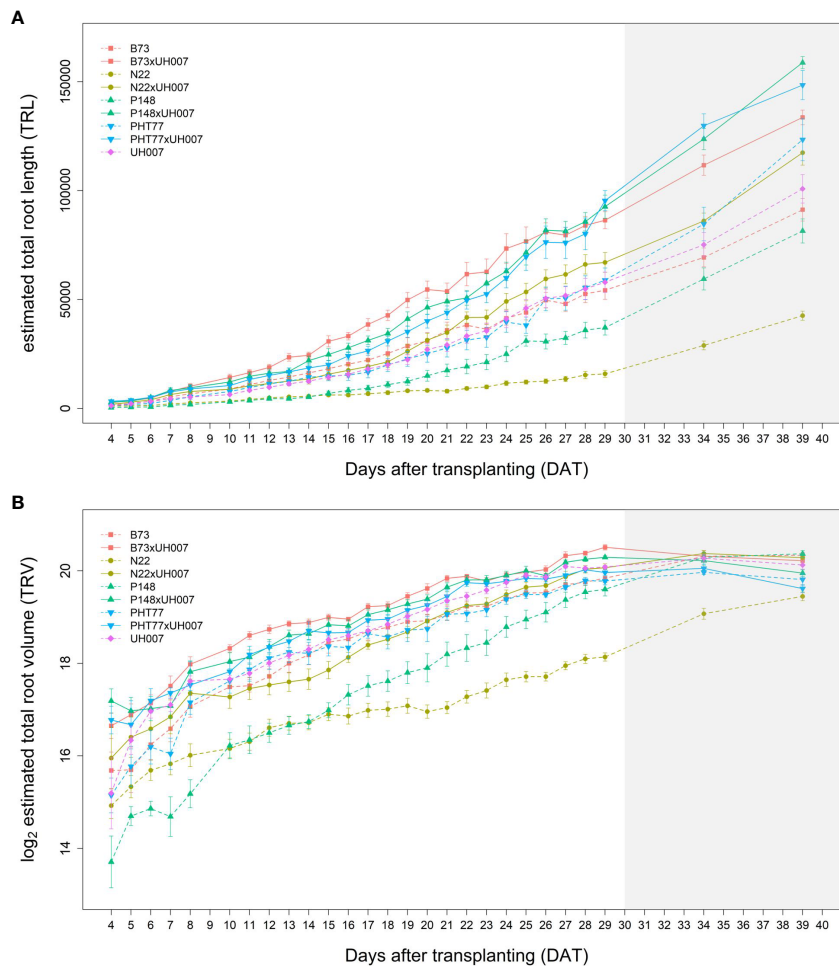 A
B73
B73xUH007
N22
N22xUH007
P148
P148xUH007
PHT77
PHT77xUH007
UH007
estimated total root length (TRL)
150000
100000
50000
0
4 5 6 7 8 9 10 11 12 13 14 15 16 17 18 19 20 21 22 23 24 25 26 27 28 29 30 31 32 33 34 35 36 37 38 39 40
Days after transplanting (DAT)
B
B73
B73xUH007
N22
N22xUH007
P148
P148xUH007
PHT77
PHT77xUH007
UH007
log2 estimated total root volume (TRV)
20
18
16
14
4 5 6 7 8 9 10 11 12 13 14 15 16 17 18 19 20 21 22 23 24 25 26 27 28 29 30 31 32 33 34 35 36 37 38 39 40
Days after transplanting (DAT)